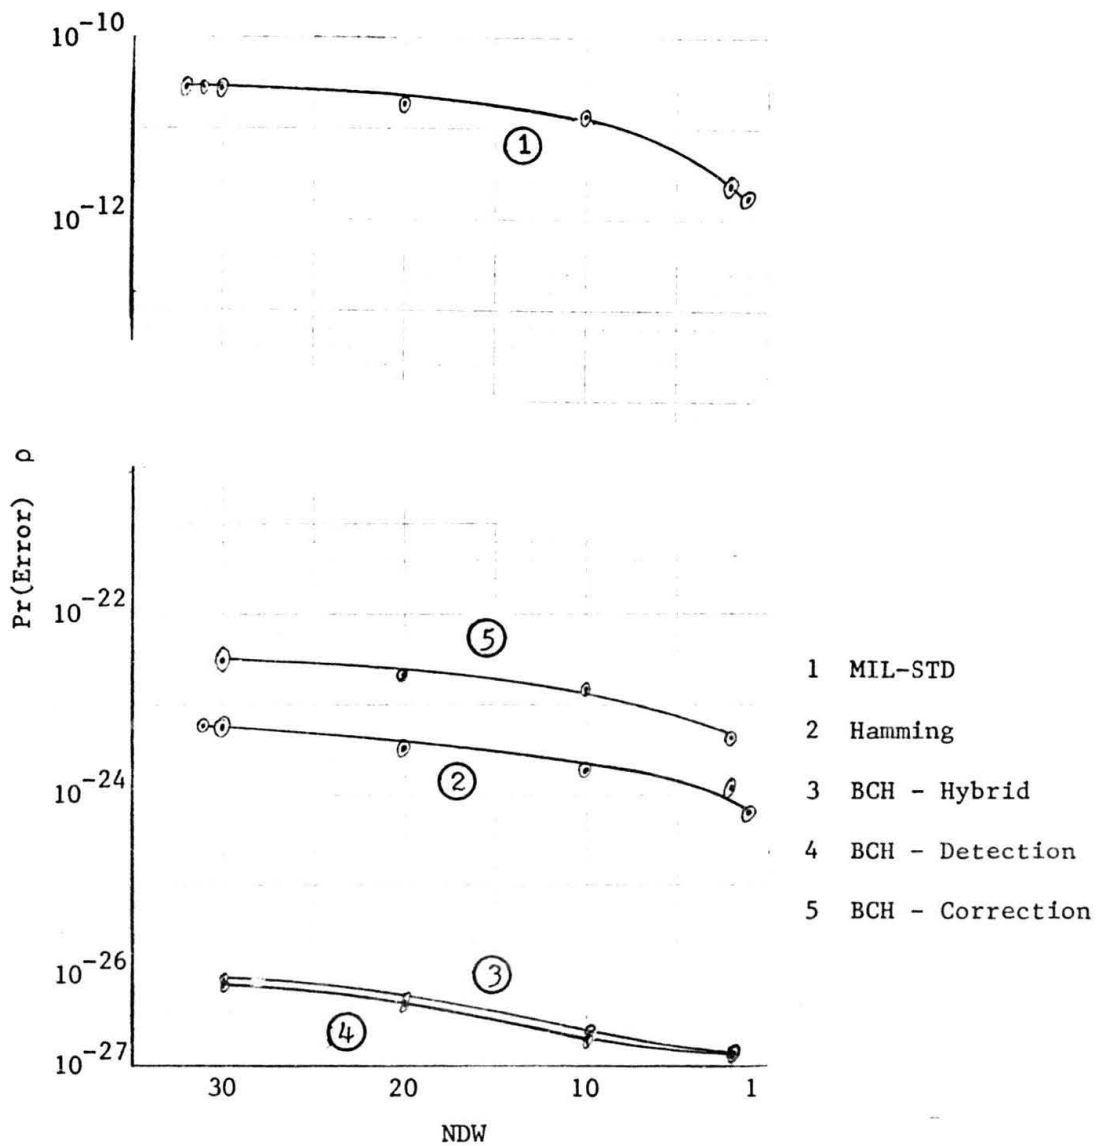 10-10
1
10-12
Pr(Error) ρ
10-22
5
2
10-24
10-26
3
4
10-27
30 20 10 1
NDW
1 MIL-STD
2 Hamming
3 BCH - Hybrid
4 BCH - Detection
5 BCH - Correction